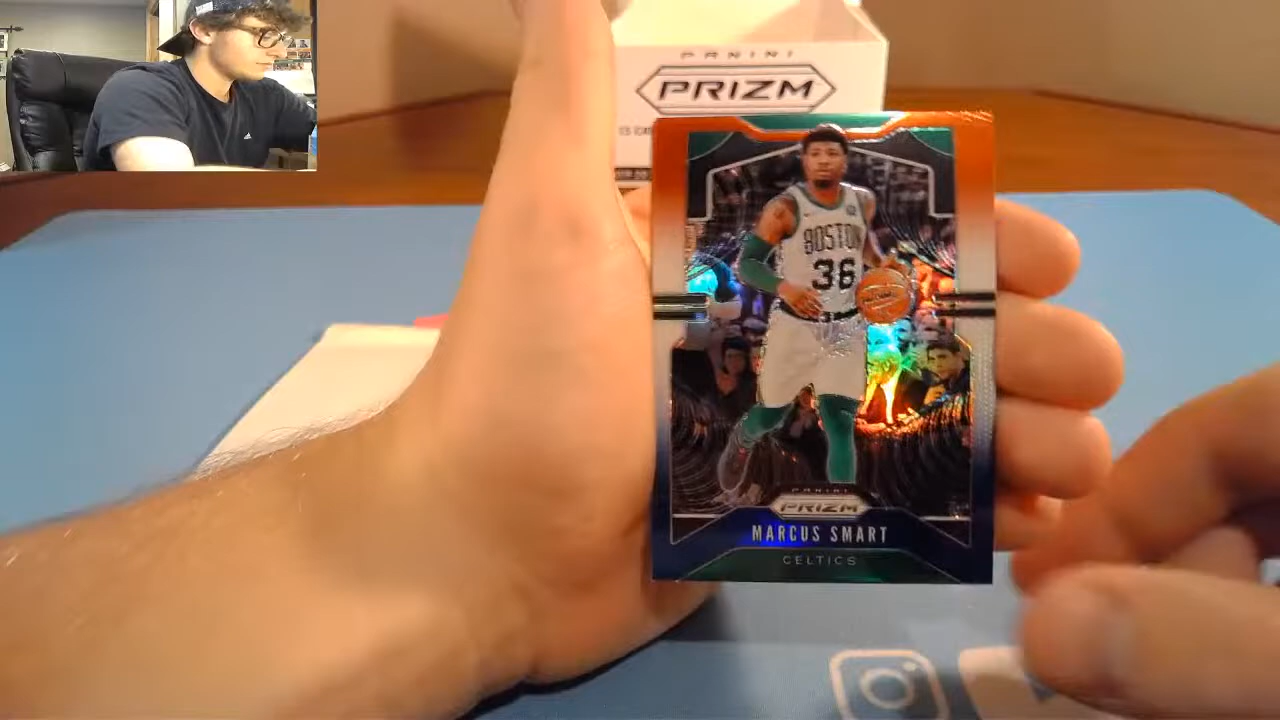 PANINI
PRIZM
BOSTON
36
PANINI
PRIZM
MARCUS SMART
CELTICS